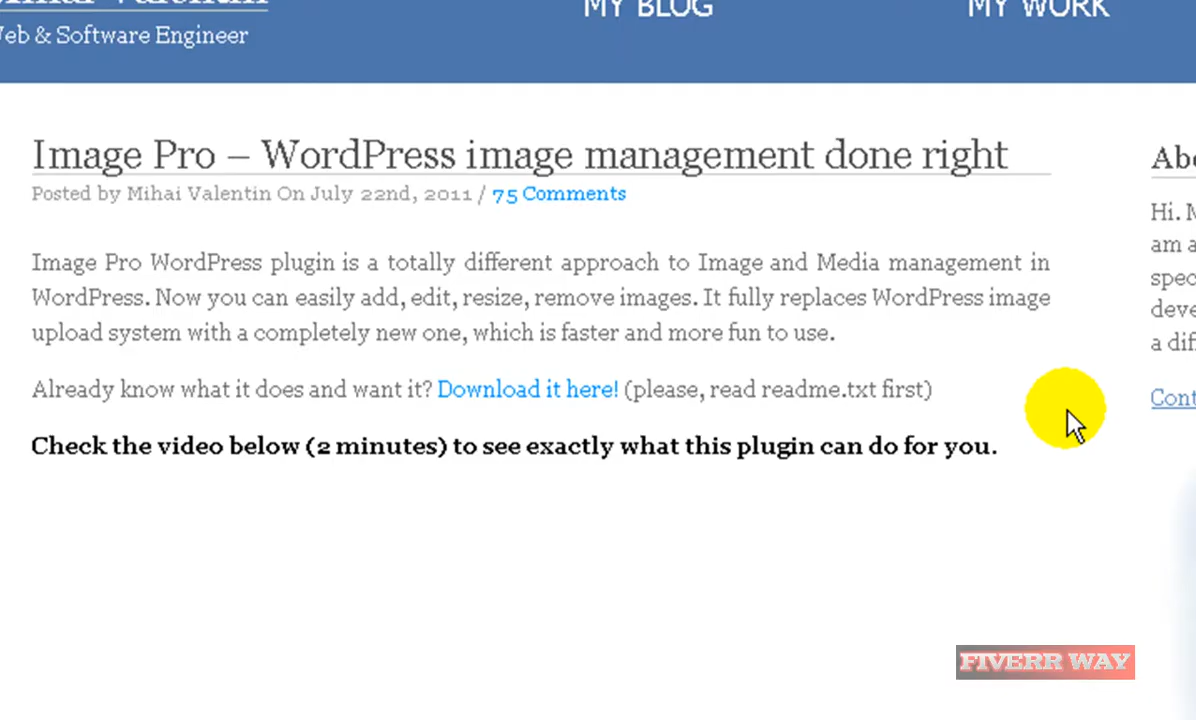 Web & Software Engineer
MY BLOG
MY WORK
Image Pro – WordPress image management done right
Posted by Mihai Valentin On July 22nd, 2011 / 75 Comments
Image Pro WordPress plugin is a totally different approach to Image and Media management in
WordPress. Now you can easily add, edit, resize, remove images. It fully replaces WordPress image
upload system with a completely new one, which is faster and more fun to use.
Already know what it does and want it? Download it here! (please, read readme.txt first)
Check the video below (2 minutes) to see exactly what this plugin can do for you.
Hi.
am
a
FIVERR WAY